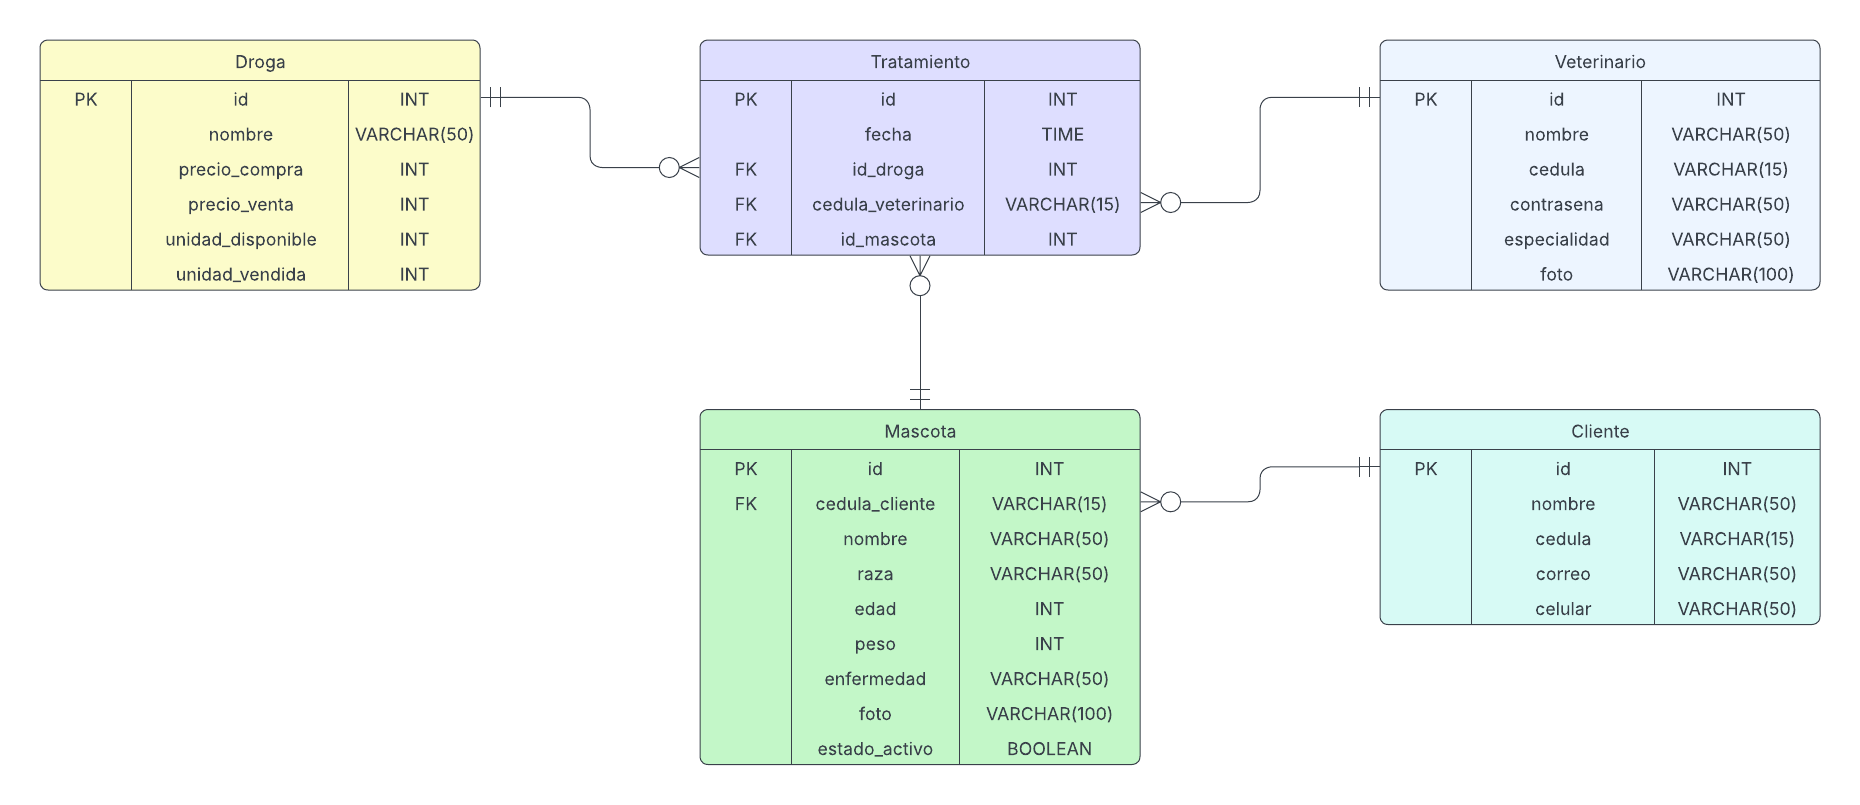 Droga
PK id INT
nombre VARCHAR(50)
precio_compra INT
precio_venta INT
unidad_disponible INT
unidad_vendida INT
Tratamiento
PK id INT
fecha TIME
FK id_droga INT
FK cedula_veterinario VARCHAR(15)
FK id_mascota INT
Veterinario
PK id INT
nombre VARCHAR(50)
cedula VARCHAR(15)
contrasena VARCHAR(50)
especialidad VARCHAR(50)
foto VARCHAR(100)
Mascota
PK id INT
FK cedula_cliente VARCHAR(15)
nombre VARCHAR(50)
raza VARCHAR(50)
edad INT
peso INT
enfermedad VARCHAR(50)
foto VARCHAR(100)
estado_activo BOOLEAN
Cliente
PK id INT
nombre VARCHAR(50)
cedula VARCHAR(15)
correo VARCHAR(50)
celular VARCHAR(50)